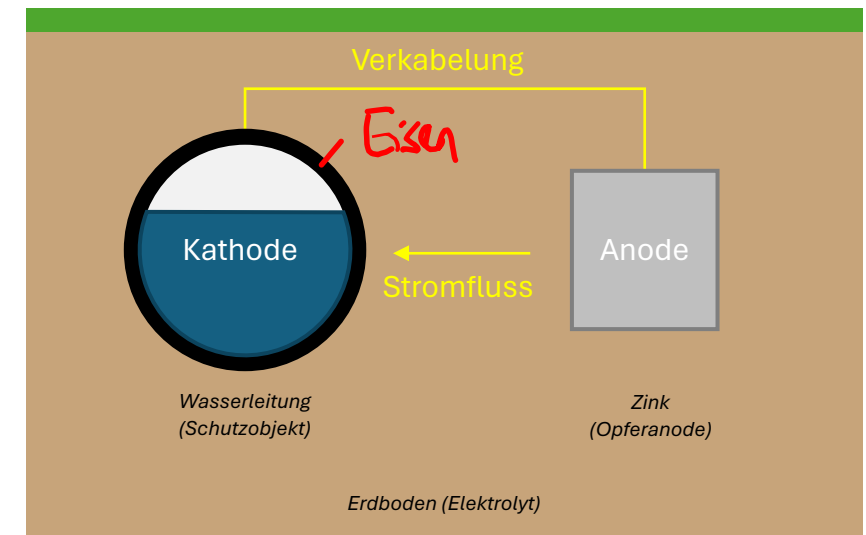 Verkabelung
Eisen
Kathode
Anode
Stromfluss
Wasserleitung
(Schutzobjekt)
Zink
(Opferanode)
Erdboden (Elektrolyt)